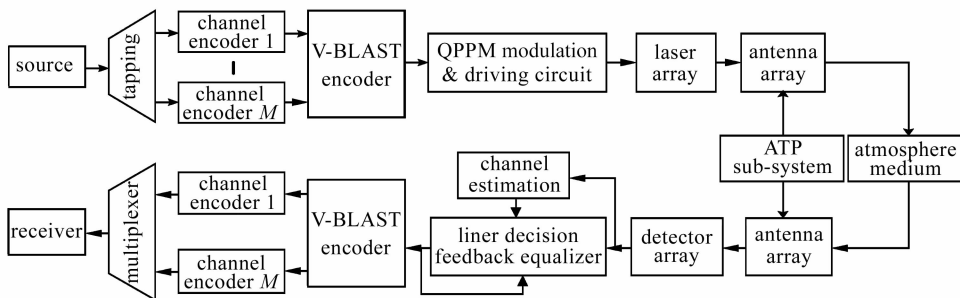 source
tapping
channel
encoder 1
channel
encoder M
V-BLAST
encoder
QPPM modulation
& driving circuit
laser
array
antenna
array
ATP
sub-system
atmosphere
medium
receiver
multiplexer
channel
encoder 1
channel
encoder M
V-BLAST
encoder
channel
estimation
liner decision
feedback equalizer
detector
array
antenna
array